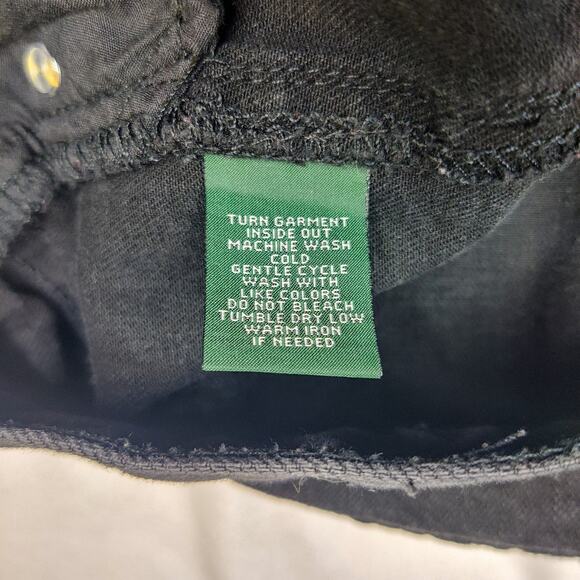 TURN GARMENT
INSIDE OUT
MACHINE WASH
COLD
GENTLE CYCLE
WASH WITH
LIKE COLORS
DO NOT BLEACH
TUMBLE DRY LOW
WARM IRON
IF NEEDED